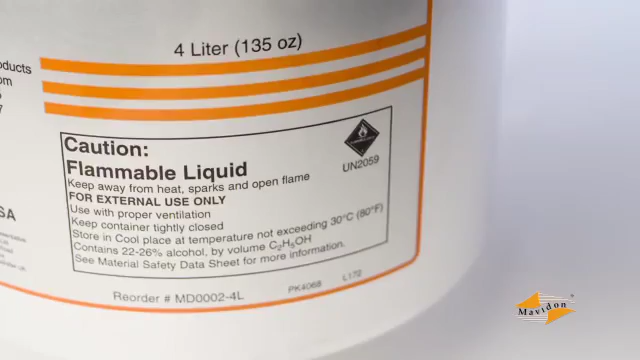 4 Liter (135 oz)
oducts
om
Caution:
Flammable Liquid
UN2059
Keep away from heat, sparks and open flame
FOR EXTERNAL USE ONLY
Use with proper ventilation
Keep container tightly closed
Store in Cool place at temperature not exceeding 30°C (80°F)
Contains 22-26% alcohol, by volume C₂H₅OH
See Material Safety Data Sheet for more information.
SA
Reorder # MD0002-4L
PK4068
L172
Mavidon